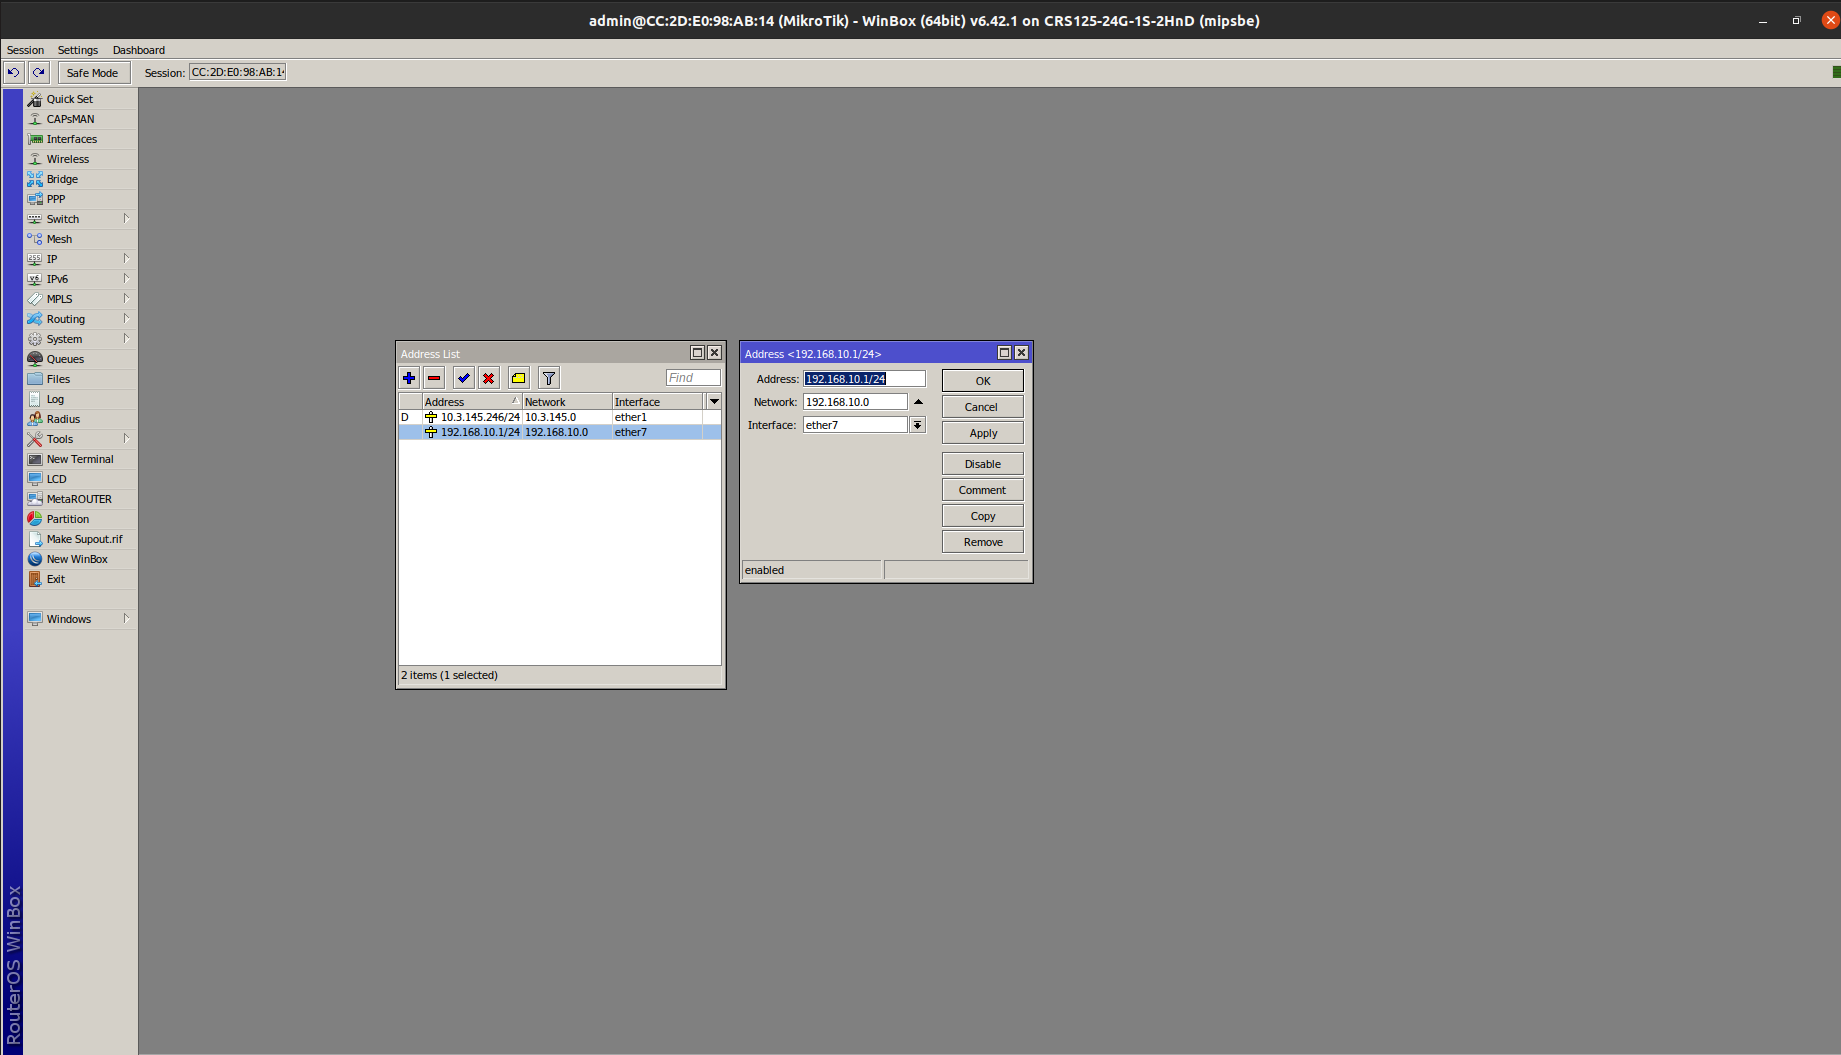 admin@CC:2D:E0:98:AB:14 (MikroTik) - WinBox (64bit) v6.42.1 on CRS125-24G-1S-2HnD (mipsbe)
Session Settings Dashboard
Safe Mode Session: CC:2D:E0:98:AB:14
Quick Set
CAPsMAN
Interfaces
Wireless
Bridge
PPP
Switch
Mesh
255 IP
v6 IPv6
MPLS
Routing
System
Queues
Files
Log
Radius
Tools
New Terminal
LCD
MetaROUTER
Partition
Make Supout.rif
New WinBox
Exit
Windows
RouterOS WinBox
Address List
Find
Address Network Interface
D 10.3.145.246/24 10.3.145.0 ether1
192.168.10.1/24 192.168.10.0 ether7
2 items (1 selected)
Address <192.168.10.1/24>
Address: 192.168.10.1/24
Network: 192.168.10.0
Interface: ether7
OK
Cancel
Apply
Disable
Comment
Copy
Remove
enabled